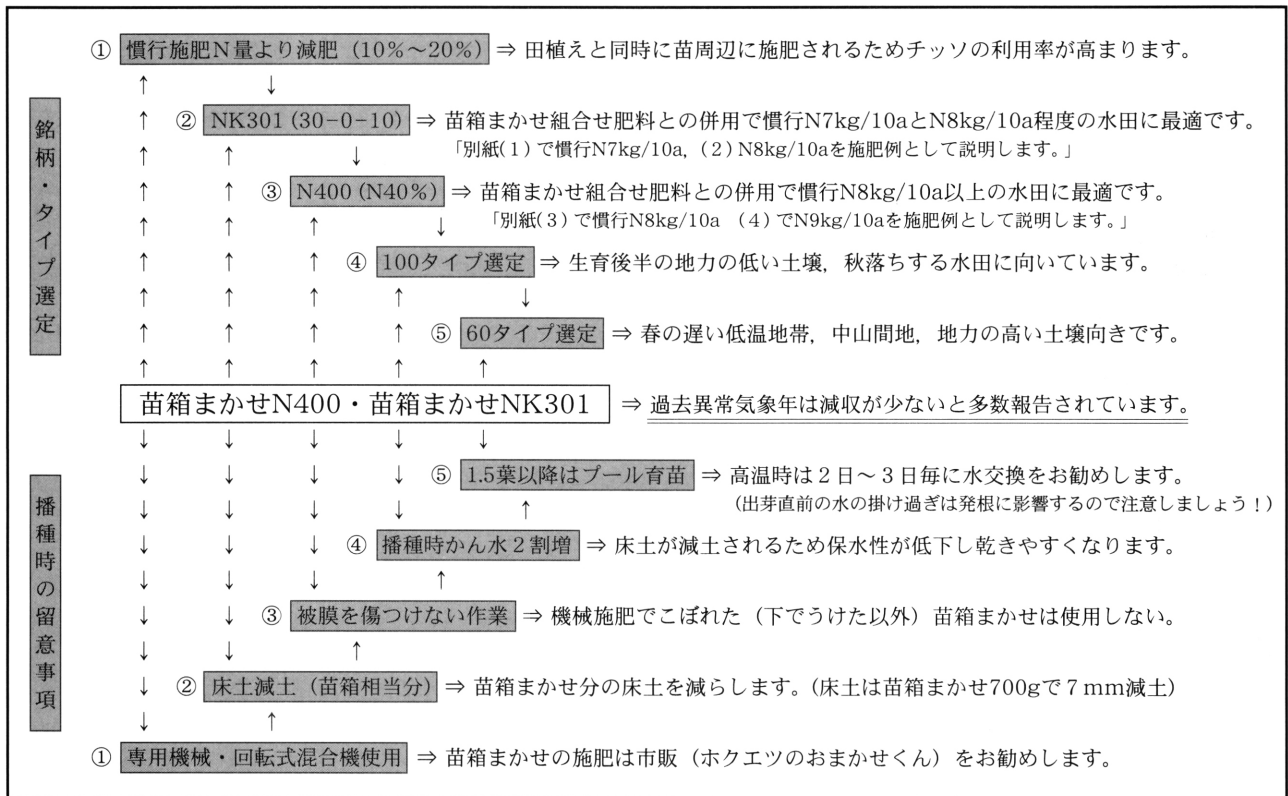 ① 慣行施肥N量より減肥（10%～20%） ⇒ 田植えと同時に苗周辺に施肥されるためチッソの利用率が高まります。
↑ ↓
銘柄・タイプ選定
↑ ② NK301（30-0-10） ⇒ 苗箱まかせ組合せ肥料との併用で慣行N7kg/10aとN8kg/10a程度の水田に最適です。
↑ ↑ ↓ 「別紙(1)で慣行N7kg/10a，(2)N8kg/10aを施肥例として説明します。」
↑ ↑ ③ N400（N40%） ⇒ 苗箱まかせ組合せ肥料との併用で慣行N8kg/10a以上の水田に最適です。
↑ ↑ ↑ ↓ 「別紙(3)で慣行N8kg/10a （4）でN9kg/10aを施肥例として説明します。」
↑ ↑ ↑ ④ 100タイプ選定 ⇒ 生育後半の地力の低い土壌，秋落ちする水田に向いています。
↑ ↑ ↑ ↑ ↓
↑ ↑ ↑ ↑ ⑤ 60タイプ選定 ⇒ 春の遅い低温地帯，中山間地，地力の高い土壌向きです。
↑ ↑ ↑ ↑ ↑
苗箱まかせN400・苗箱まかせNK301 ⇒ 過去異常気象年は減収が少ないと多数報告されています。
↓ ↓ ↓ ↓ ↓
播種時の留意事項
↓ ↓ ↓ ↓ ⑤ 1.5葉以降はプール育苗 ⇒ 高温時は２日～３日毎に水交換をお勧めします。
↓ ↓ ↓ ↓ ↑ （出芽直前の水の掛け過ぎは発根に影響するので注意しましょう！）
↓ ↓ ↓ ④ 播種時かん水２割増 ⇒ 床土が減土されるため保水性が低下し乾きやすくなります。
↓ ↓ ↓ ↑
↓ ↓ ③ 被膜を傷つけない作業 ⇒ 機械施肥でこぼれた（下でうけた以外）苗箱まかせは使用しない。
↓ ↓ ↑
↓ ② 床土減土（苗箱相当分） ⇒ 苗箱まかせ分の床土を減らします。（床土は苗箱まかせ700gで７mm減土）
↓ ↑
① 専用機械・回転式混合機使用 ⇒ 苗箱まかせの施肥は市販（ホクエツのおまかせくん）をお勧めします。